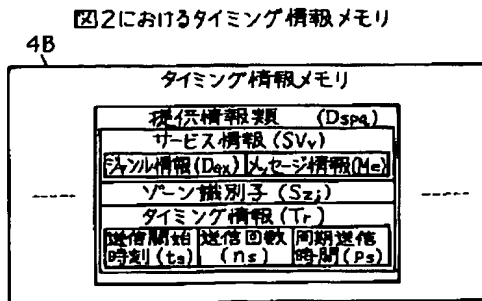 図2におけるタイミング情報メモリ
4B
タイミング情報メモリ
提供情報類 (Dspq)
サービス情報(SVv)
ジャンル情報(Dgx) メッセージ情報(Me)
ゾーン識別子(Szj)
タイミング情報(Tr)
送信開始時刻(ts) 送信回数(ns) 周期送信時間(Ps)